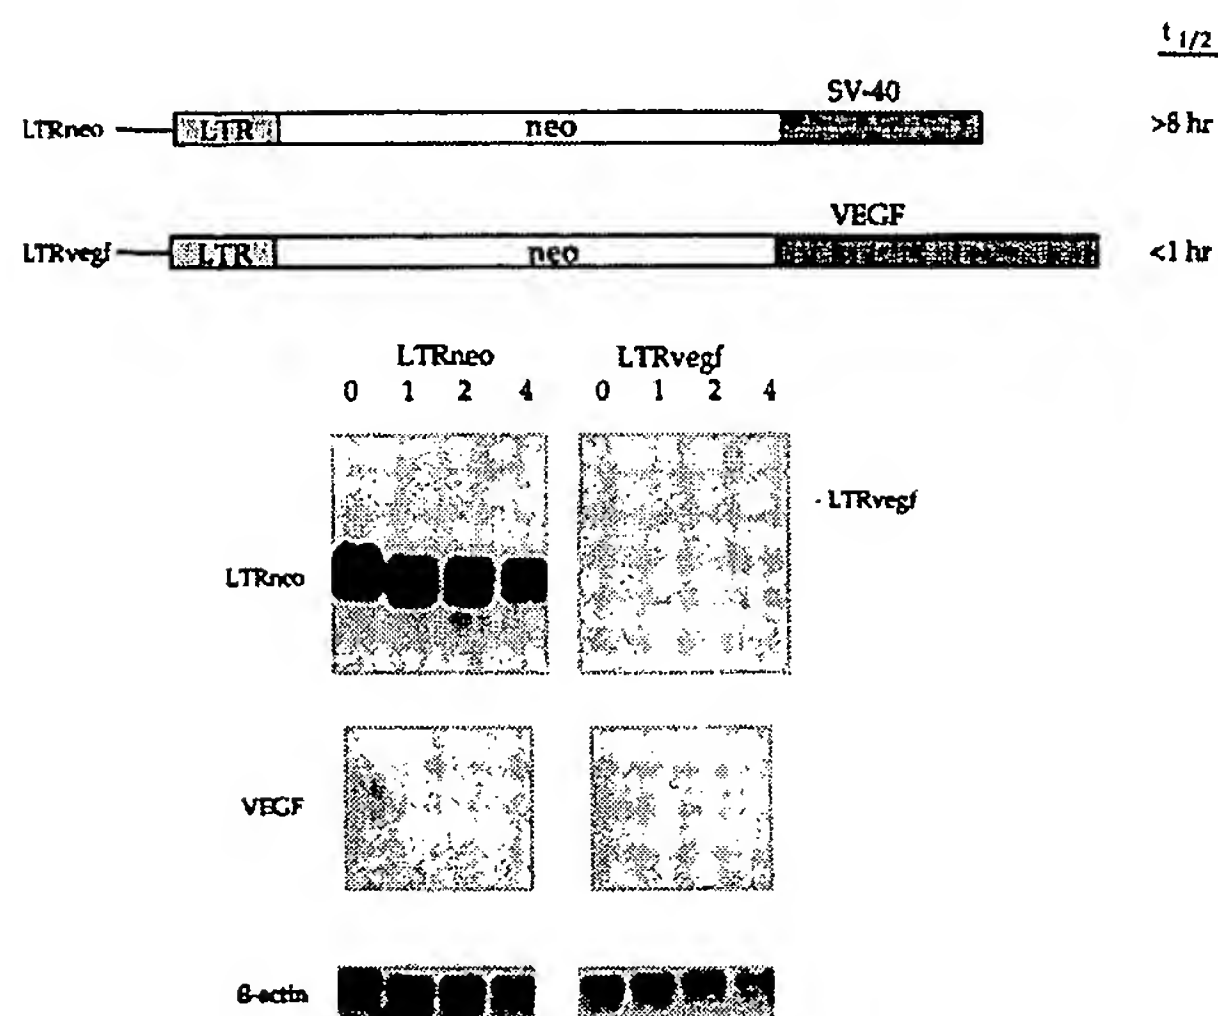 t 1/2
SV-40
LTRneo LTR neo >8 hr
VEGF
LTRvegf LTR neo <1 hr
LTRneo LTRvegf
0 1 2 4 0 1 2 4
- LTRvegf
LTRneo
VEGF
β-actin